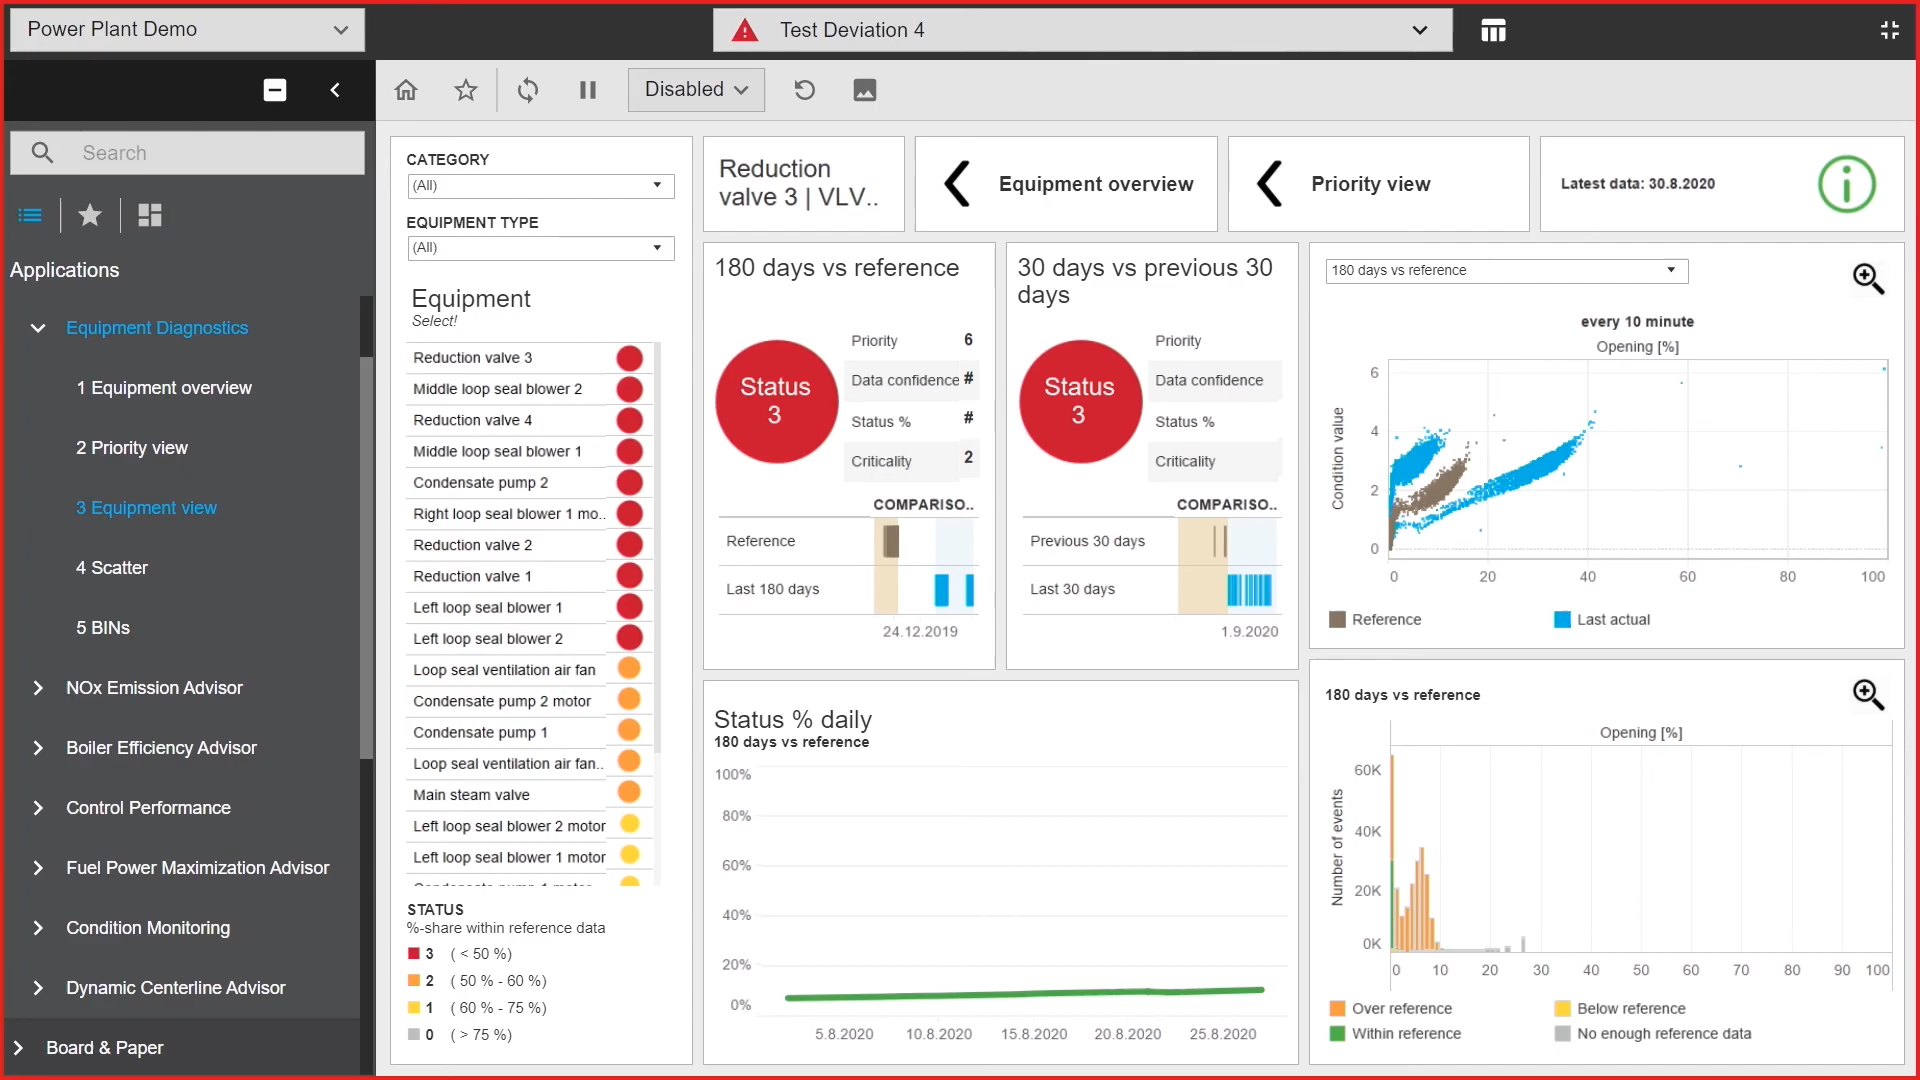 Power Plant Demo
Test Deviation 4
Disabled
Search
Applications
Equipment Diagnostics
1 Equipment overview
2 Priority view
3 Equipment view
4 Scatter
5 BINs
NOx Emission Advisor
Boiler Efficiency Advisor
Control Performance
Fuel Power Maximization Advisor
Condition Monitoring
Dynamic Centerline Advisor
Board & Paper
CATEGORY
(All)
EQUIPMENT TYPE
(All)
Equipment
Select!
Reduction valve 3
Middle loop seal blower 2
Reduction valve 4
Middle loop seal blower 1
Condensate pump 2
Right loop seal blower 1 mo..
Reduction valve 2
Reduction valve 1
Left loop seal blower 1
Left loop seal blower 2
Loop seal ventilation air fan
Condensate pump 2 motor
Condensate pump 1
Loop seal ventilation air fan..
Main steam valve
Left loop seal blower 2 motor
Left loop seal blower 1 motor
STATUS
%-share within reference data
3 ( < 50 %)
2 ( 50 % - 60 %)
1 ( 60 % - 75 %)
0 ( > 75 %)
Reduction
valve 3 | VLV..
Equipment overview
Priority view
Latest data: 30.8.2020
180 days vs reference
Status
3
Priority 6
Data confidence #
Status % #
Criticality 2
COMPARISO..
Reference
Last 180 days
24.12.2019
30 days vs previous 30
days
Status
3
Priority
Data confidence
Status %
Criticality
COMPARISO..
Previous 30 days
Last 30 days
1.9.2020
Status % daily
180 days vs reference
100%
80%
60%
40%
20%
0%
5.8.2020 10.8.2020 15.8.2020 20.8.2020 25.8.2020
180 days vs reference
every 10 minute
Opening [%]
Condition value
6
4
2
0
0 20 40 60 80 100
Reference Last actual
180 days vs reference
Opening [%]
Number of events
60K
40K
20K
0K
0 10 20 30 40 50 60 70 80 90 100
Over reference Below reference
Within reference No enough reference data